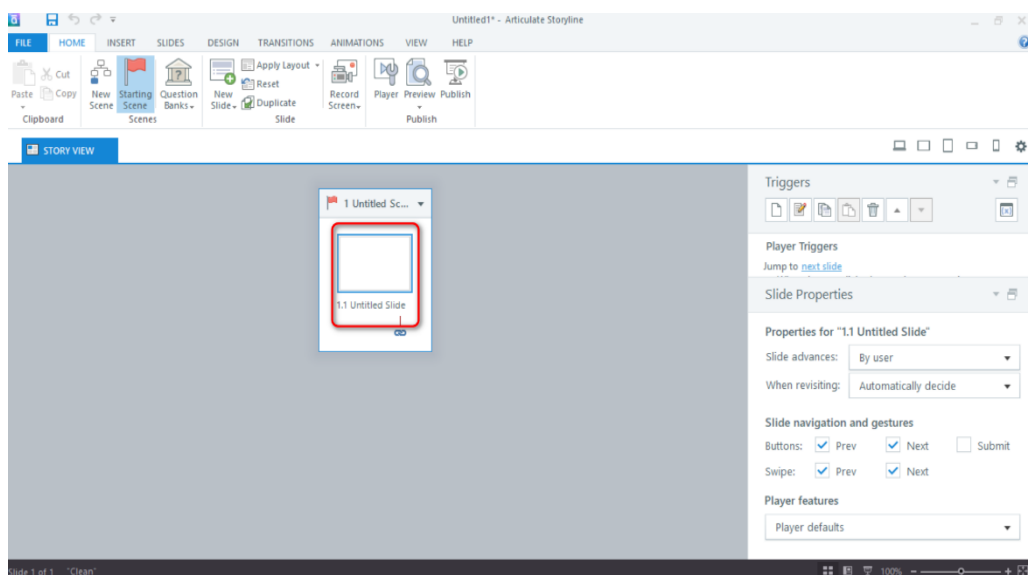 Untitled1* - Articulate Storyline
FILE HOME INSERT SLIDES DESIGN TRANSITIONS ANIMATIONS VIEW HELP
Paste Cut Copy
Clipboard
New Scene Starting Scene Question Banks
Scenes
New Slide Apply Layout Reset Duplicate
Slide
Record Screen
Player Preview Publish
Publish
STORY VIEW
1 Untitled Sc...
1.1 Untitled Slide
Triggers
Player Triggers
Jump to next slide
Slide Properties
Properties for "1.1 Untitled Slide"
Slide advances: By user
When revisiting: Automatically decide
Slide navigation and gestures
Buttons: Prev Next Submit
Swipe: Prev Next
Player features
Player defaults
Slide 1 of 1 "Clean" 100%